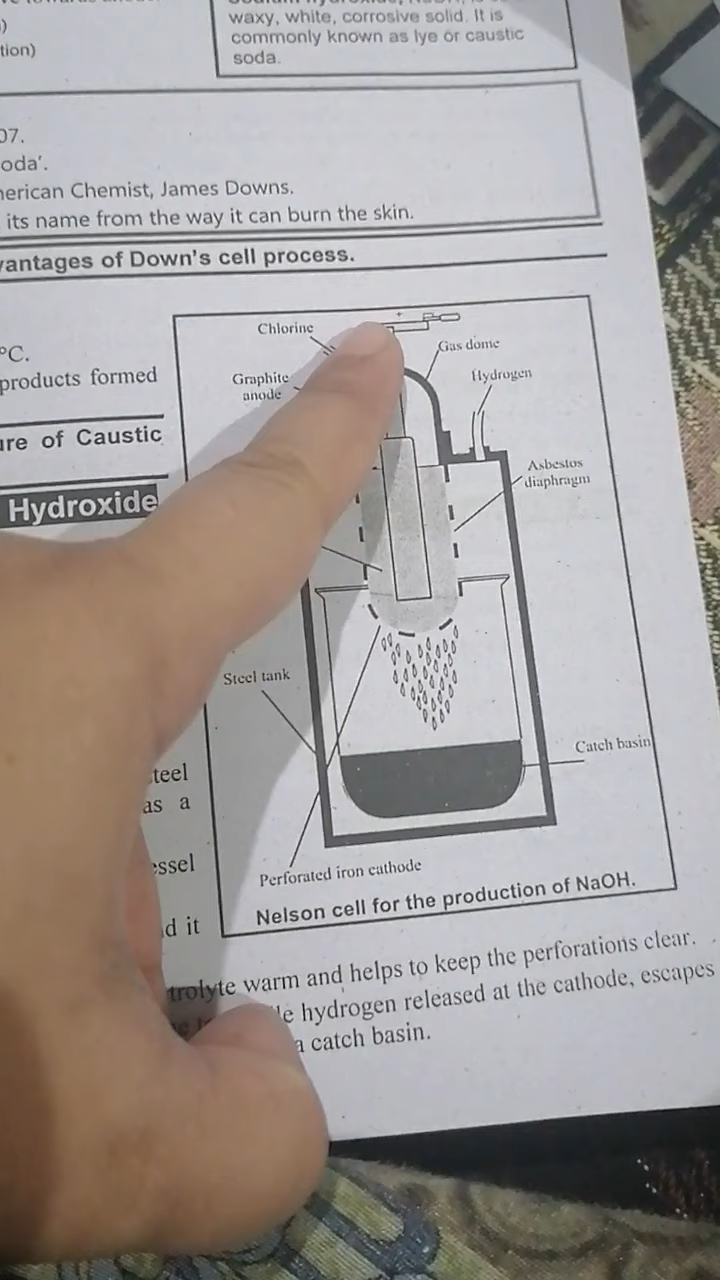 waxy, white, corrosive solid. It is
commonly known as lye or caustic
soda.
tion)
07.
oda'.
nerican Chemist, James Downs.
its name from the way it can burn the skin.
vantages of Down's cell process.
°C.
products formed
ure of Caustic
Hydroxide
Chlorine
Gas dome
Graphite
anode
Hydrogen
Asbestos
diaphragm
Steel tank
Catch basin
Perforated iron cathode
Nelson cell for the production of NaOH.
teel
as a
essel
d it
trolyte warm and helps to keep the perforations clear.
le hydrogen released at the cathode, escapes
a catch basin.